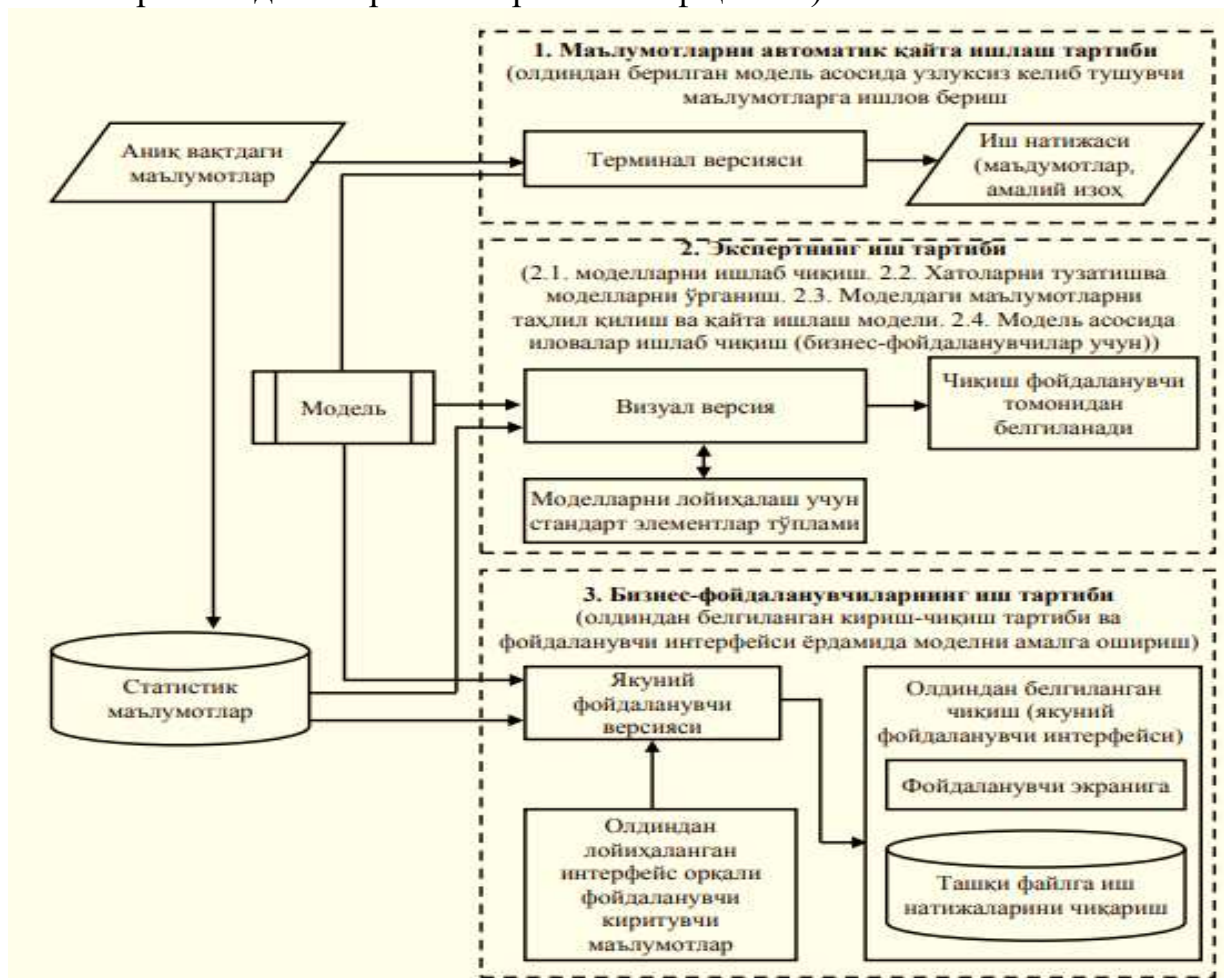 1. Маълумотларни автоматик қайта ишлаш тартиби
(олдиндан берилган модель асосида узлуксиз келиб тушувчи
маълумотларга ишлов бериш
Аниқ вақтдаги
маълумотлар
Терминал версияси
Иш натижаси
(маъдумотлар,
амалий изоҳ
2. Экспертнинг иш тартиби
(2.1. моделларни ишлаб чиқиш. 2.2. Хатоларни тузатишва
моделларни ўрганиш. 2.3. Моделдаги маълумотларни
таҳлил қилиш ва қайта ишлаш модели. 2.4. Модель асосида
иловалар ишлаб чиқиш (бизнес-фойдаланувчилар учун))
Модель
Визуал версия
Чиқиш фойдаланувчи
томонидан
белгиланади
Моделларни лойиҳалаш учун
стандарт элементлар тўплами
3. Бизнес-фойдаланувчиларнинг иш тартиби
(олдиндан белгиланган кириш-чиқиш тартиби ва
фойдаланувчи интерфейси ёрдамида моделни амалга ошириш)
Статистик
маълумотлар
Якуний
фойдаланувчи
версияси
Олдиндан белгиланган
чиқиш (якуний
фойдаланувчи интерфейси)
Фойдаланувчи экранига
Олдиндан
лойиҳаланган
интерфейс орқали
фойдаланувчи
киритувчи
маълумотлар
Ташқи файлга иш
натижаларини чиқариш